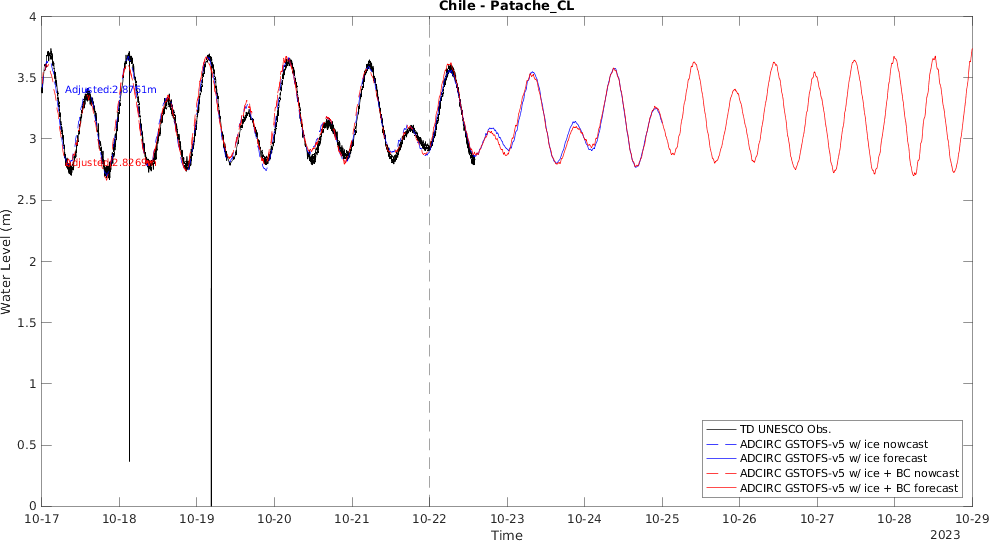 Chile - Patache_CL
4
3.5
3
2.5
2
1.5
1
0.5
0
Water Level (m)
Adjusted:2.8761m
Adjusted:2.8269m
TD UNESCO Obs.
ADCIRC GSTOFS-v5 w/ ice nowcast
ADCIRC GSTOFS-v5 w/ ice forecast
ADCIRC GSTOFS-v5 w/ ice + BC nowcast
ADCIRC GSTOFS-v5 w/ ice + BC forecast
10-17 10-18 10-19 10-20 10-21 10-22 10-23 10-24 10-25 10-26 10-27 10-28 10-29
Time
2023